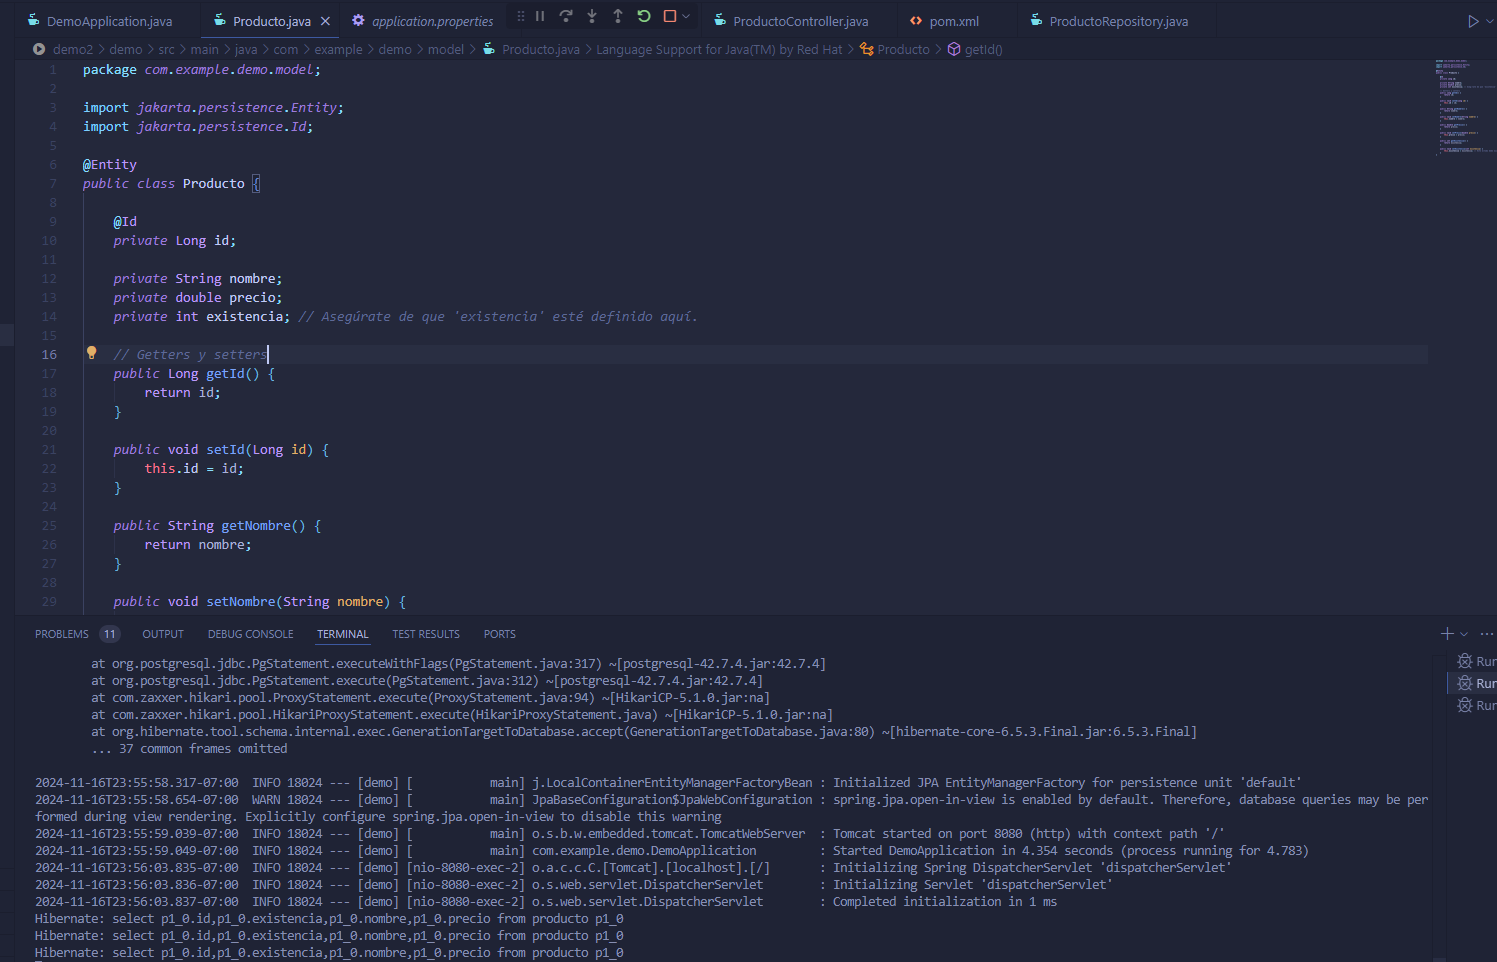 DemoApplication.java
Producto.java
application.properties
ProductoController.java
pom.xml
ProductoRepository.java
demo2 > demo > src > main > java > com > example > demo > model > Producto.java > Language Support for Java(TM) by Red Hat > Producto > getId()
1 package com.example.demo.model;
2
3 import jakarta.persistence.Entity;
4 import jakarta.persistence.Id;
5
6 @Entity
7 public class Producto {
8
9 @Id
10 private Long id;
11
12 private String nombre;
13 private double precio;
14 private int existencia; // Asegúrate de que 'existencia' esté definido aquí.
15
16 // Getters y setters
17 public Long getId() {
18 return id;
19 }
20
21 public void setId(Long id) {
22 this.id = id;
23 }
24
25 public String getNombre() {
26 return nombre;
27 }
28
29 public void setNombre(String nombre) {
PROBLEMS 11 OUTPUT DEBUG CONSOLE TERMINAL TEST RESULTS PORTS
at org.postgresql.jdbc.PgStatement.executeWithFlags(PgStatement.java:317) ~[postgresql-42.7.4.jar:42.7.4]
at org.postgresql.jdbc.PgStatement.execute(PgStatement.java:312) ~[postgresql-42.7.4.jar:42.7.4]
at com.zaxxer.hikari.pool.ProxyStatement.execute(ProxyStatement.java:94) ~[HikariCP-5.1.0.jar:na]
at com.zaxxer.hikari.pool.HikariProxyStatement.execute(HikariProxyStatement.java) ~[HikariCP-5.1.0.jar:na]
at org.hibernate.tool.schema.internal.exec.GenerationTargetToDatabase.accept(GenerationTargetToDatabase.java:80) ~[hibernate-core-6.5.3.Final.jar:6.5.3.Final]
... 37 common frames omitted
2024-11-16T23:55:58.317-07:00 INFO 18024 --- [demo] [ main] j.LocalContainerEntityManagerFactoryBean : Initialized JPA EntityManagerFactory for persistence unit 'default'
2024-11-16T23:55:58.654-07:00 WARN 18024 --- [demo] [ main] JpaBaseConfiguration$JpaWebConfiguration : spring.jpa.open-in-view is enabled by default. Therefore, database queries may be per
formed during view rendering. Explicitly configure spring.jpa.open-in-view to disable this warning
2024-11-16T23:55:59.039-07:00 INFO 18024 --- [demo] [ main] o.s.b.w.embedded.tomcat.TomcatWebServer : Tomcat started on port 8080 (http) with context path '/'
2024-11-16T23:55:59.049-07:00 INFO 18024 --- [demo] [ main] com.example.demo.DemoApplication : Started DemoApplication in 4.354 seconds (process running for 4.783)
2024-11-16T23:56:03.835-07:00 INFO 18024 --- [demo] [nio-8080-exec-2] o.a.c.c.C.[Tomcat].[localhost].[/] : Initializing Spring DispatcherServlet 'dispatcherServlet'
2024-11-16T23:56:03.836-07:00 INFO 18024 --- [demo] [nio-8080-exec-2] o.s.web.servlet.DispatcherServlet : Initializing Servlet 'dispatcherServlet'
2024-11-16T23:56:03.837-07:00 INFO 18024 --- [demo] [nio-8080-exec-2] o.s.web.servlet.DispatcherServlet : Completed initialization in 1 ms
Hibernate: select p1_0.id,p1_0.existencia,p1_0.nombre,p1_0.precio from producto p1_0
Hibernate: select p1_0.id,p1_0.existencia,p1_0.nombre,p1_0.precio from producto p1_0
Hibernate: select p1_0.id,p1_0.existencia,p1_0.nombre,p1_0.precio from producto p1_0
Run
Run
Run